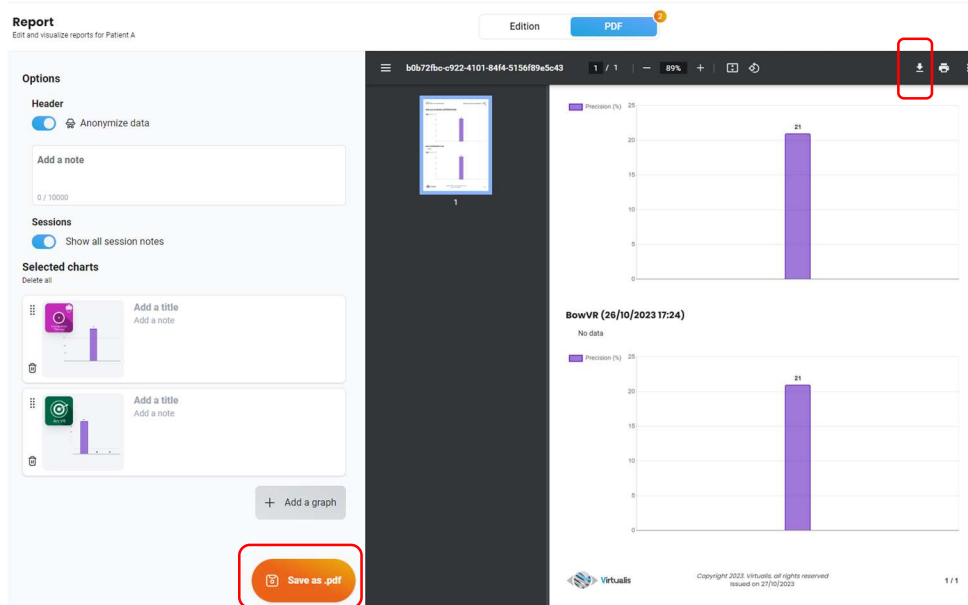 Report
Edit and visualize reports for Patient A
Edition
PDF
2
Options
Header
Anonymize data
Add a note
0 / 10000
Sessions
Show all session notes
Selected charts
Delete all
Add a title
Add a note
Add a title
Add a note
+ Add a graph
Save as .pdf
b0b72fbc-c922-4101-84f4-5156f89e5c43
1 / 1
89%
1
Precision (%)
25
21
20
15
10
5
0
BowVR (26/10/2023 17:24)
No data
Precision (%)
25
21
20
15
10
5
0
Virtualis
Copyright 2023. Virtualis, all rights reserved
Issued on 27/10/2023
1 / 1